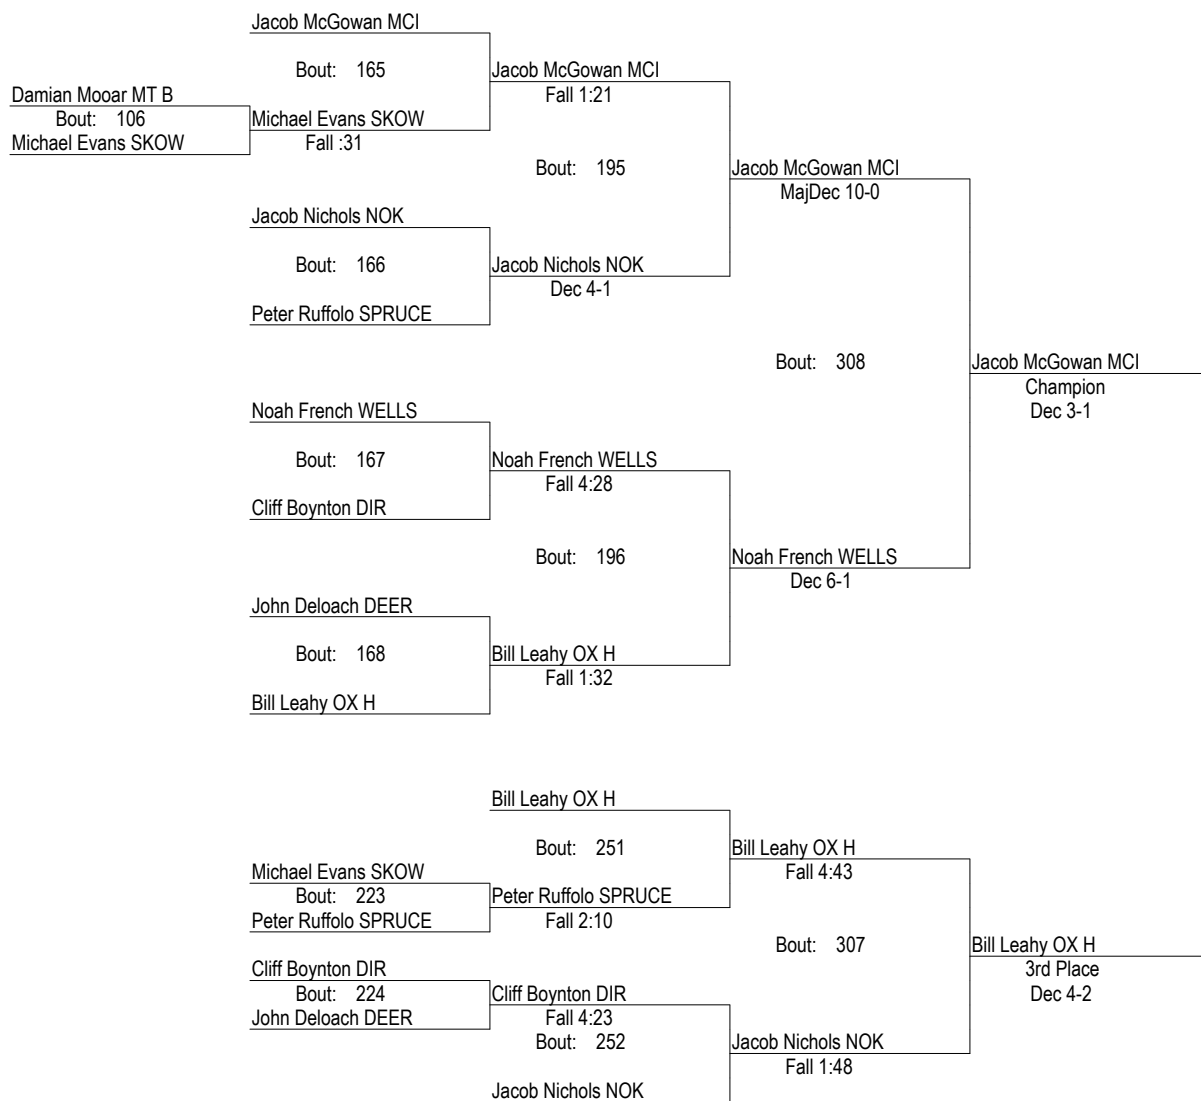 Jacob McGowan MCI
Bout: 165
Jacob McGowan MCI
Damian Mooar MT B
Fall 1:21
Bout: 106
Michael Evans SKOW
Michael Evans SKOW
Fall :31
Bout: 195
Jacob McGowan MCI
MajDec 10-0
Jacob Nichols NOK
Bout: 166
Jacob Nichols NOK
Dec 4-1
Peter Ruffolo SPRUCE
Bout: 308
Jacob McGowan MCI
Champion
Dec 3-1
Noah French WELLS
Bout: 167
Noah French WELLS
Fall 4:28
Cliff Boynton DIR
Bout: 196
Noah French WELLS
Dec 6-1
John Deloach DEER
Bout: 168
Bill Leahy OX H
Fall 1:32
Bill Leahy OX H
Bill Leahy OX H
Bout: 251
Bill Leahy OX H
Fall 4:43
Michael Evans SKOW
Bout: 223
Peter Ruffolo SPRUCE
Peter Ruffolo SPRUCE
Fall 2:10
Bout: 307
Bill Leahy OX H
3rd Place
Dec 4-2
Cliff Boynton DIR
Bout: 224
Cliff Boynton DIR
John Deloach DEER
Fall 4:23
Bout: 252
Jacob Nichols NOK
Fall 1:48
Jacob Nichols NOK